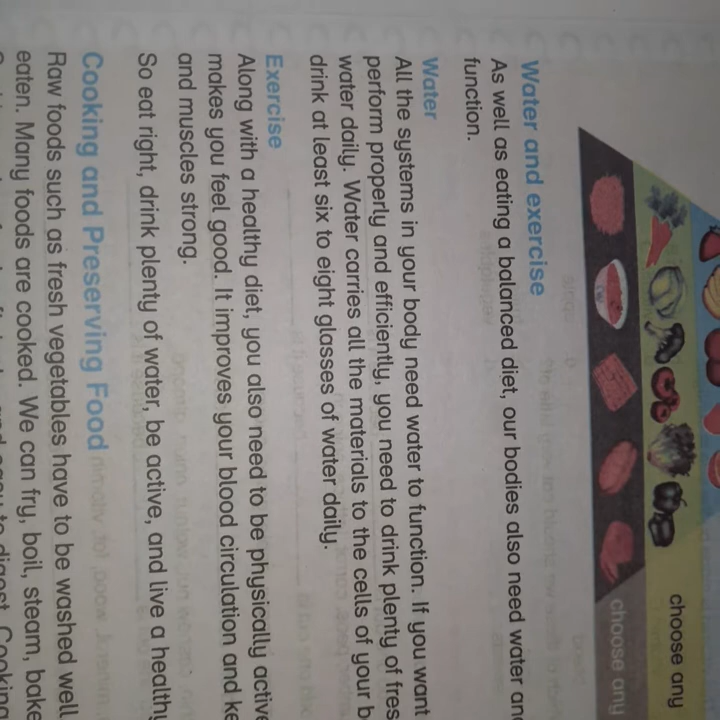 choose any
choose any
Water and exercise
As well as eating a balanced diet, our bodies also need water
function.
Water
All the systems in your body need water to function. If you want
perform properly and efficiently, you need to drink plenty of
water daily. Water carries all the materials to the cells of your
drink at least six to eight glasses of water daily.
Exercise
Along with a healthy diet, you also need to be physically
makes you feel good. It improves your blood circulation and
and muscles strong.
So eat right, drink plenty of water, be active, and live a
Cooking and Preserving Food
Raw foods such as fresh vegetables have to be washed well
eaten. Many foods are cooked. We can fry, boil, steam,